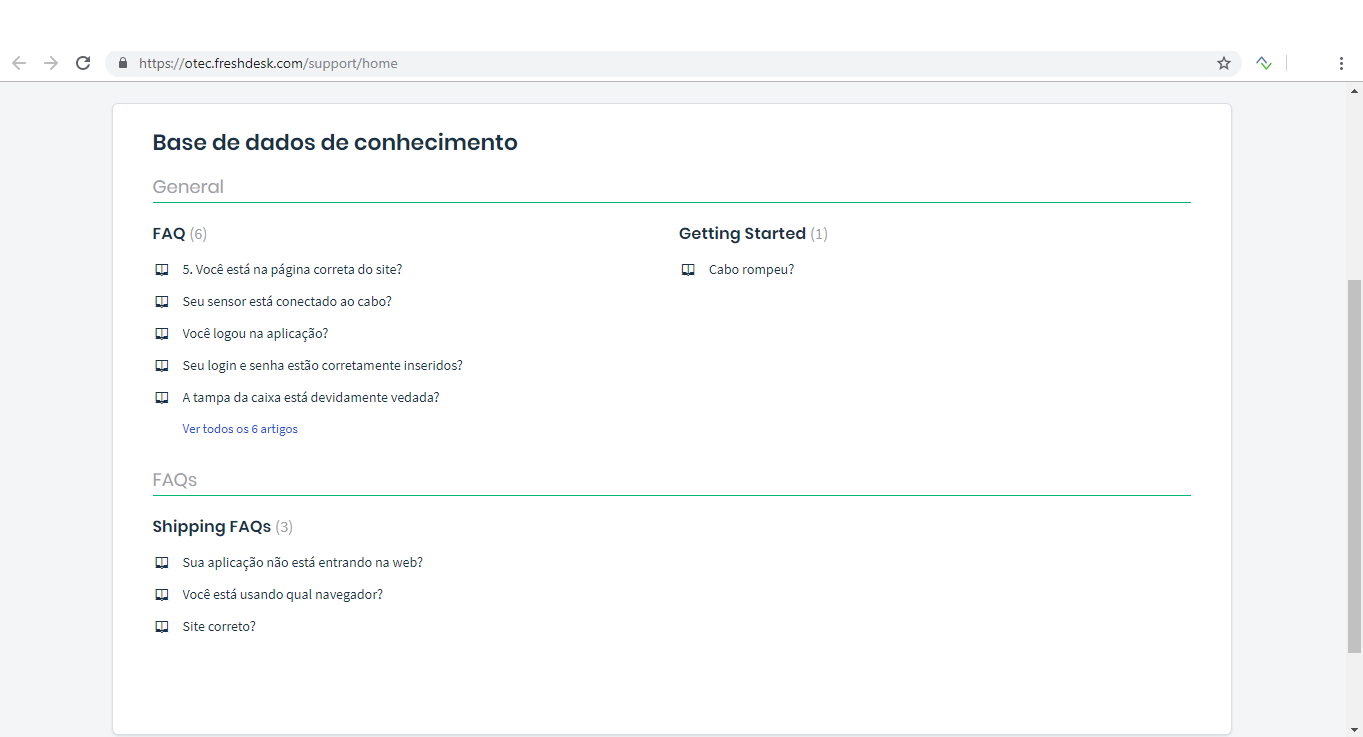 https://otec.freshdesk.com/support/home
Base de dados de conhecimento
General
FAQ (6)
5. Você está na página correta do site?
Seu sensor está conectado ao cabo?
Você logou na aplicação?
Seu login e senha estão corretamente inseridos?
A tampa da caixa está devidamente vedada?
Ver todos os 6 artigos
Getting Started (1)
Cabo rompeu?
FAQs
Shipping FAQs (3)
Sua aplicação não está entrando na web?
Você está usando qual navegador?
Site correto?